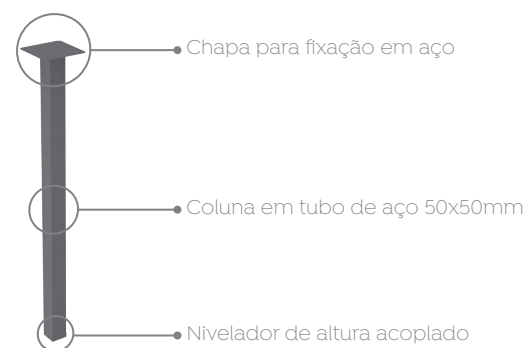 Chapa para fixação em aço
Coluna em tubo de aço 50x50mm
Nivelador de altura acoplado